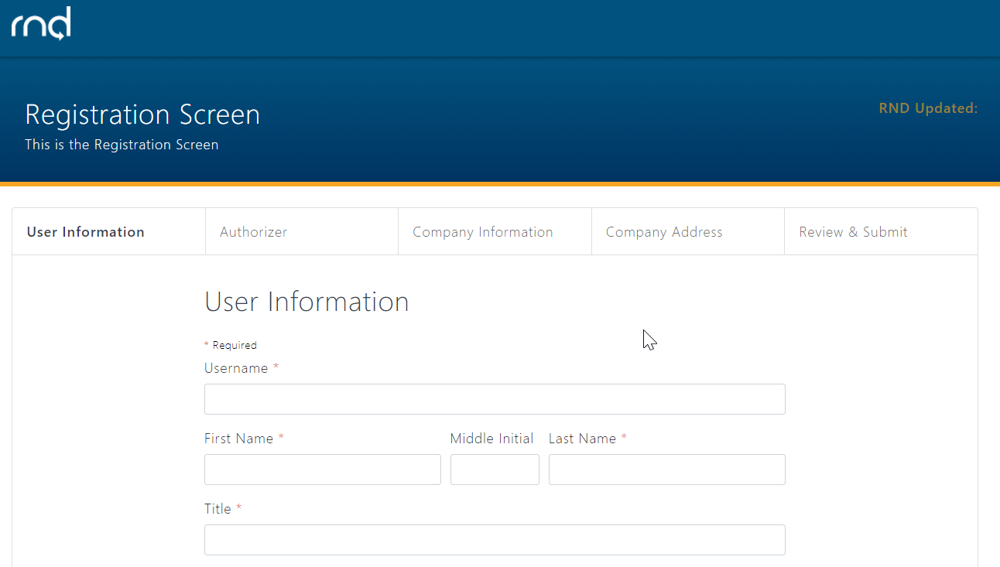 rnd
Registration Screen
RND Updated:
This is the Registration Screen
User Information
Authorizer
Company Information
Company Address
Review & Submit
User Information
* Required
Username *
First Name * Middle Initial Last Name *
Title *